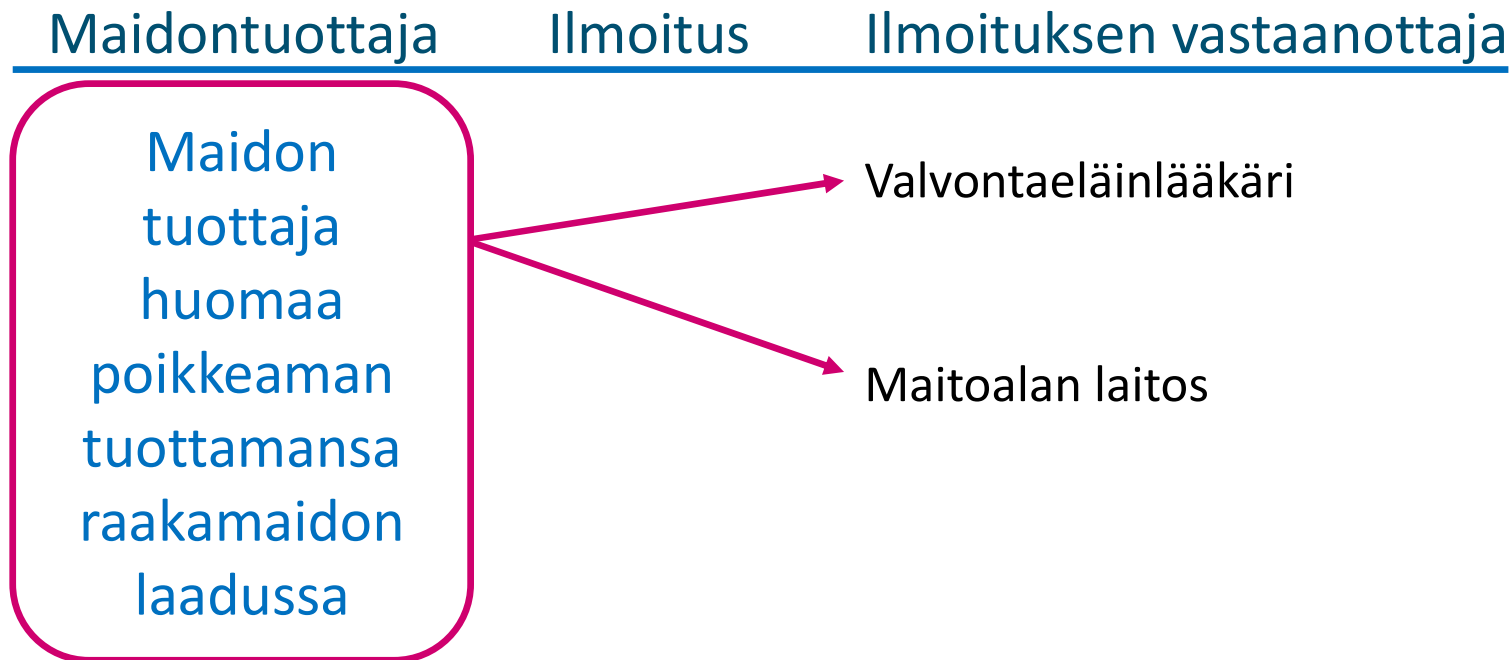 Maidontuottaja Ilmoitus Ilmoituksen vastaanottaja
Maidon
tuottaja
huomaa
poikkeaman
tuottamansa
raakamaidon
laadussa
Valvontaeläinlääkäri
Maitoalan laitos